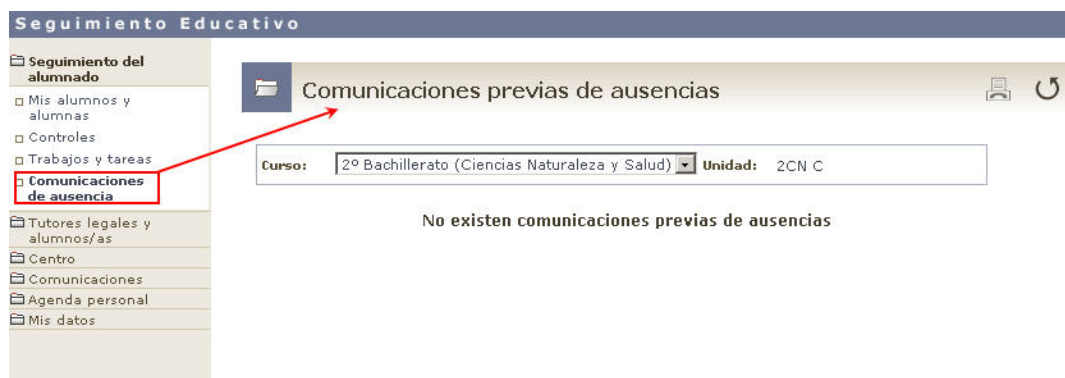 Seguimiento Educativo
Seguimiento del
alumnado
Mis alumnos y
alumnas
Controles
Trabajos y tareas
Comunicaciones
de ausencia
Tutores legales y
alumnos/as
Centro
Comunicaciones
Agenda personal
Mis datos
Comunicaciones previas de ausencias
Curso: 2º Bachillerato (Ciencias Naturaleza y Salud) Unidad: 2CN C
No existen comunicaciones previas de ausencias